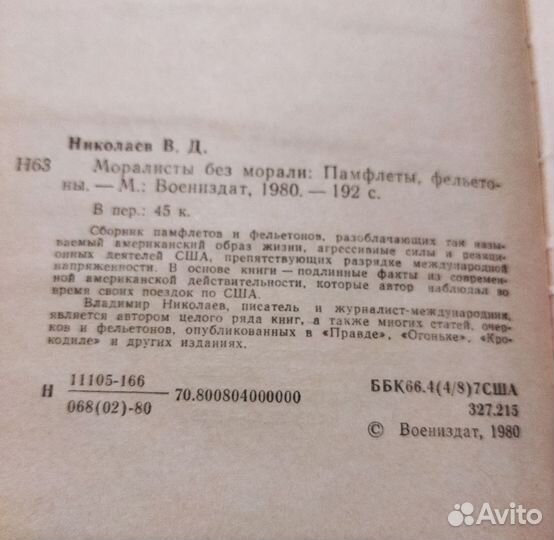 Николаев В. Д.
Н63 Моралисты без морали: Памфлеты, фельето-
ны. — М.: Воениздат, 1980. — 192 с.
В пер.: 45 к.
Сборник памфлетов и фельетонов, разоблачающих так назы-
ваемый американский образ жизни, агрессивные силы и реакци-
онных деятелей США, препятствующих разрядке международной
напряженности. В основе книги — подлинные факты из современ-
ной американской действительности, которые автор наблюдал во
время своих поездок по США.
Владимир Николаев, писатель и журналист-международник,
является автором целого ряда книг, а также многих статей, очер-
ков и фельетонов, опубликованных в «Правде», «Огоньке», «Кро-
кодиле» и других изданиях.
Н 11105-166
068(02)-80
70.800804000000
ББК66.4(4/8)7США
327.215
© Воениздат, 1980
Avito